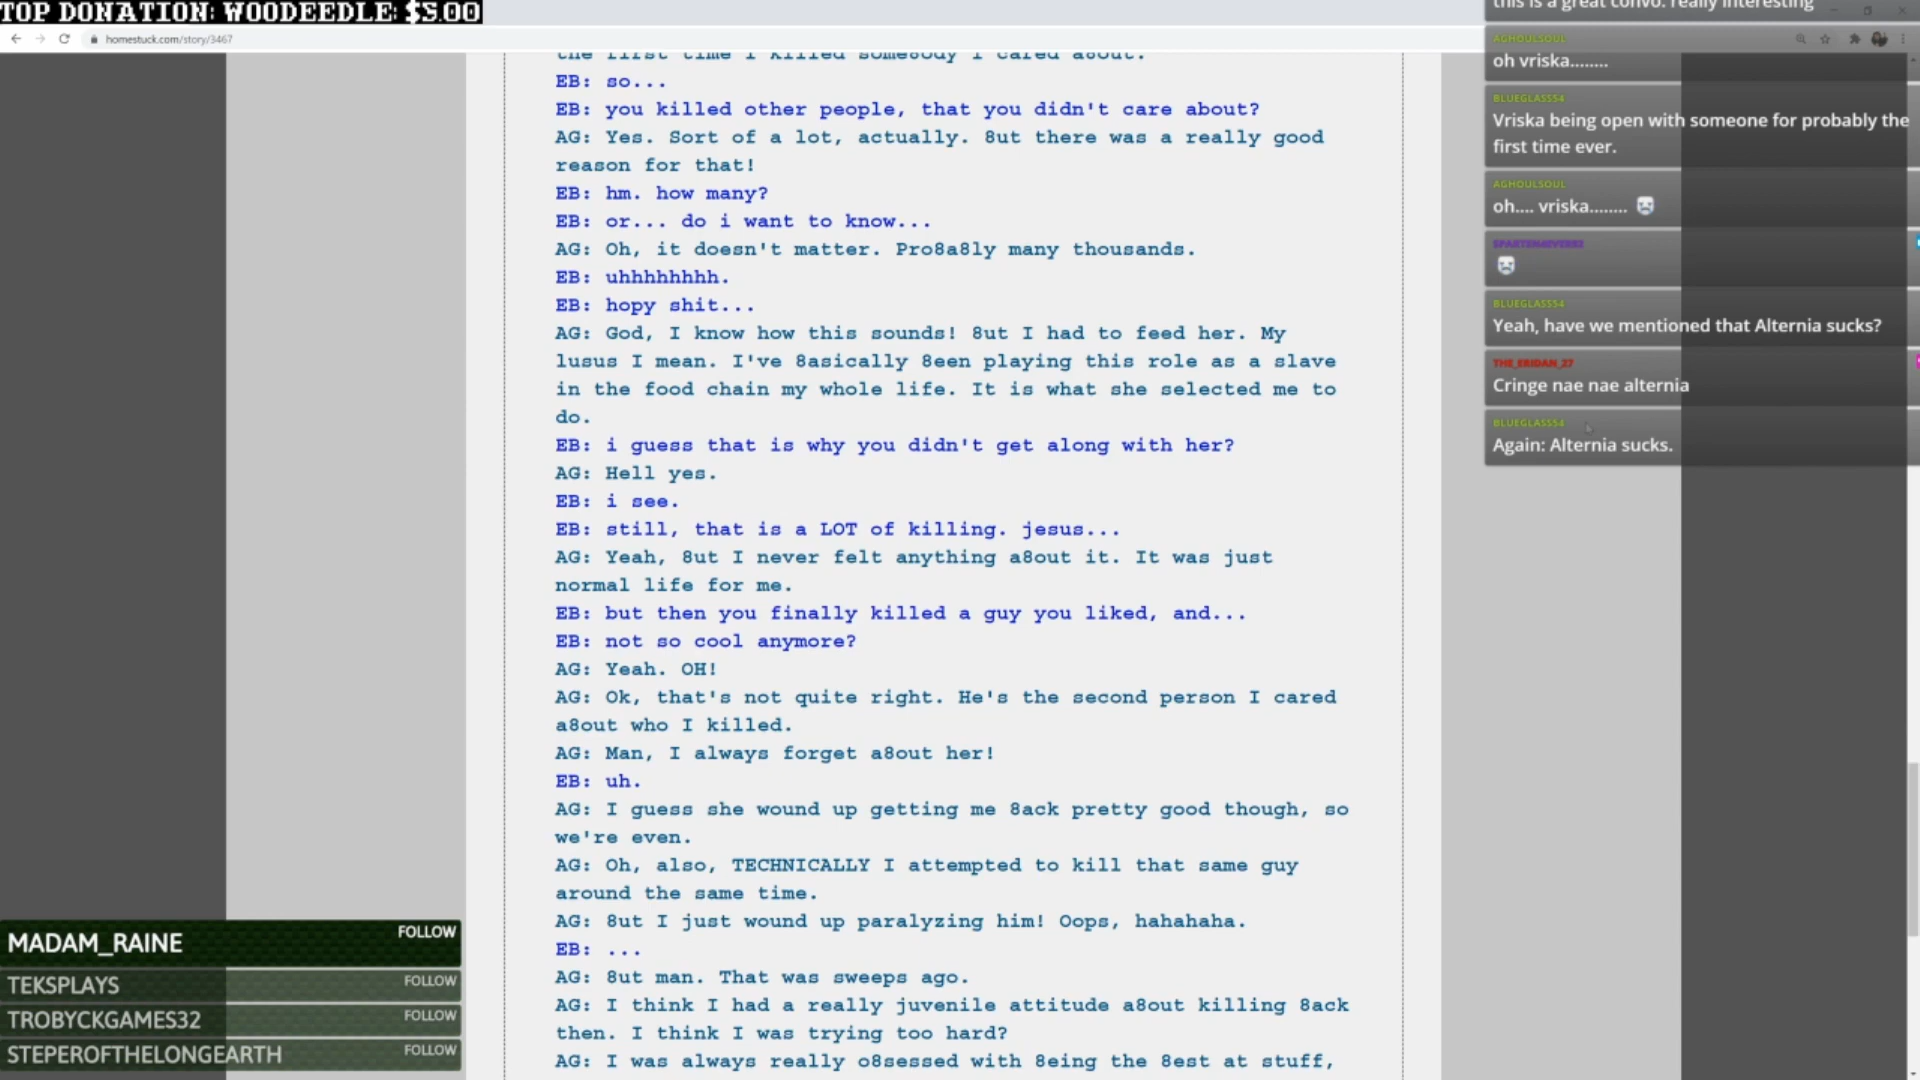 TOP DONATION: WOODEEDLE: $5.00
homestuck.com/story/3467
the first time I killed some8ody I cared a8out.
EB: so...
EB: you killed other people, that you didn't care about?
AG: Yes. Sort of a lot, actually. 8ut there was a really good
reason for that!
EB: hm. how many?
EB: or... do i want to know...
AG: Oh, it doesn't matter. Pro8a8ly many thousands.
EB: uhhhhhhhh.
EB: hopy shit...
AG: God, I know how this sounds! 8ut I had to feed her. My
lusus I mean. I've 8asically 8een playing this role as a slave
in the food chain my whole life. It is what she selected me to
do.
EB: i guess that is why you didn't get along with her?
AG: Hell yes.
EB: i see.
EB: still, that is a LOT of killing. jesus...
AG: Yeah, 8ut I never felt anything a8out it. It was just
normal life for me.
EB: but then you finally killed a guy you liked, and...
EB: not so cool anymore?
AG: Yeah. OH!
AG: Ok, that's not quite right. He's the second person I cared
a8out who I killed.
AG: Man, I always forget a8out her!
EB: uh.
AG: I guess she wound up getting me 8ack pretty good though, so
we're even.
AG: Oh, also, TECHNICALLY I attempted to kill that same guy
around the same time.
AG: 8ut I just wound up paralyzing him! Oops, hahahaha.
EB: ...
AG: 8ut man. That was sweeps ago.
AG: I think I had a really juvenile attitude a8out killing 8ack
then. I think I was trying too hard?
AG: I was always really o8sessed with 8eing the 8est at stuff,
this is a great convo. really interesting
AGHOULSOUL
oh vriska........
BLUEGLASS54
Vriska being open with someone for probably the
first time ever.
AGHOULSOUL
oh.... vriska........
BLUEGLASS54
Yeah, have we mentioned that Alternia sucks?
THE_ERIDAN_27
Cringe nae nae alternia
BLUEGLASS54
Again: Alternia sucks.
MADAM_RAINE FOLLOW
TEKSPLAYS FOLLOW
TROBYCKGAMES32 FOLLOW
STEPEROFTHELONGEARTH FOLLOW